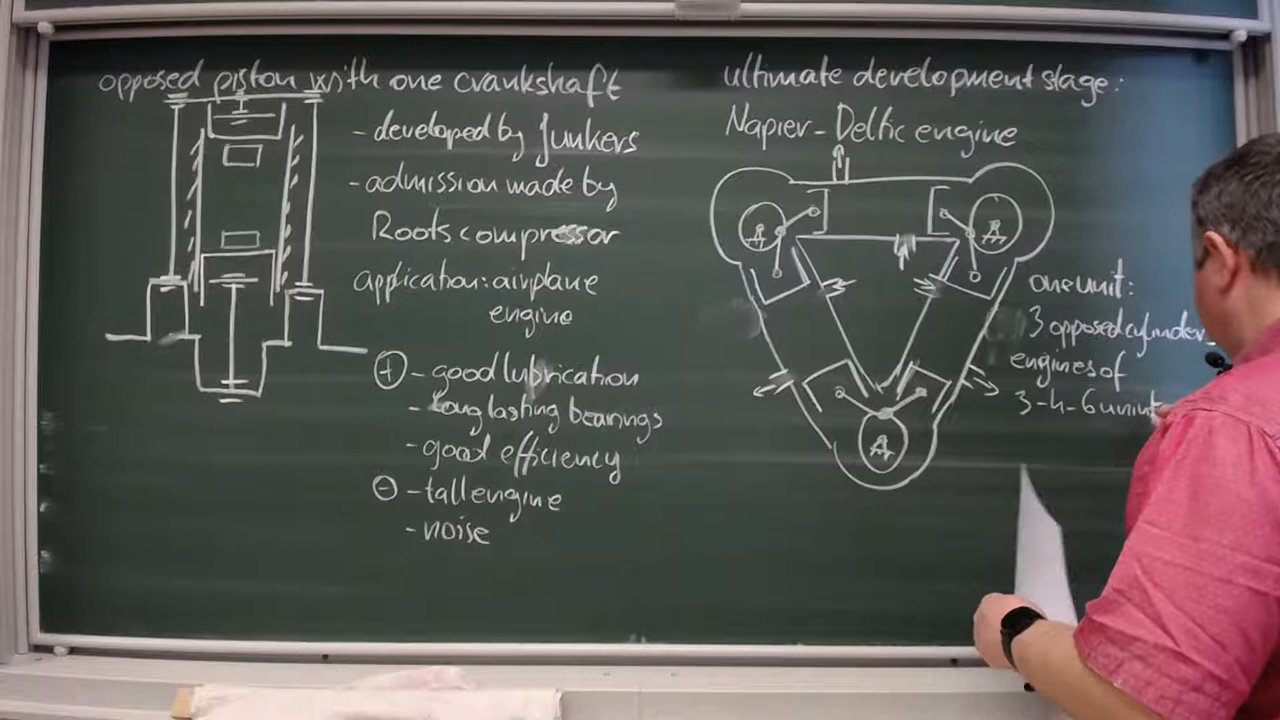 opposed piston with one crankshaft
- developed by Junkers
- admission made by
Roots compressor
application: airplane
engine
+ - good lubrication
- long lasting bearings
- good efficiency
- - tall engine
- noise
ultimate development stage:
Napier-Deltic engine
one unit:
3 opposed cylinders
engines of
3-4-6